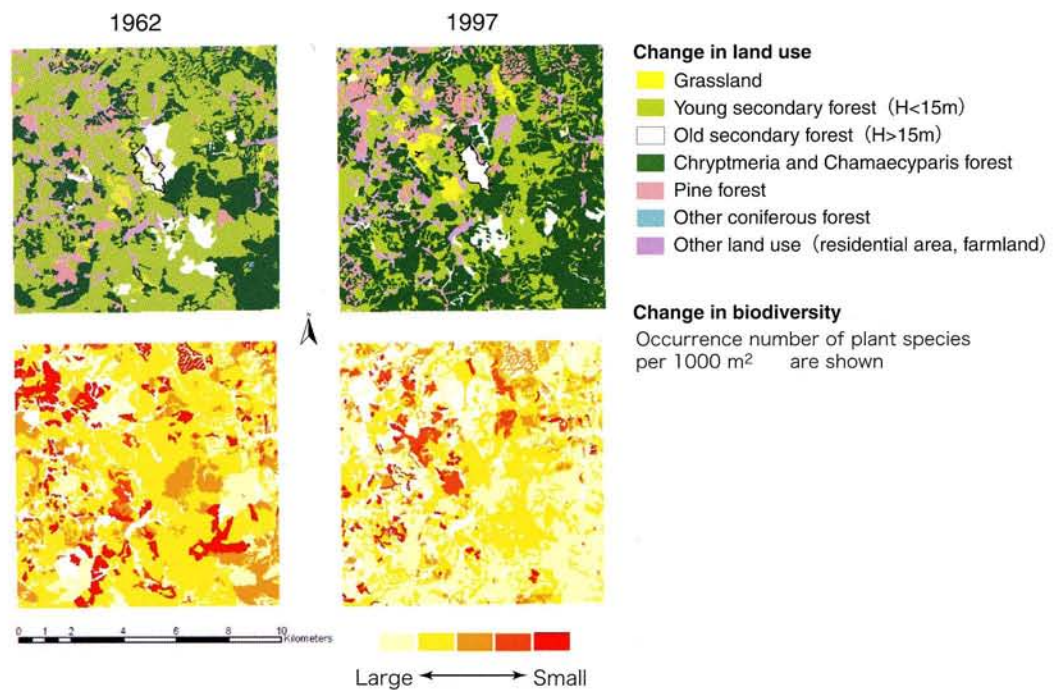 1962
1997
Change in land use
Grassland
Young secondary forest (H<15m)
Old secondary forest (H>15m)
Chryptmeria and Chamaecyparis forest
Pine forest
Other coniferous forest
Other land use (residential area, farmland)
Change in biodiversity
Occurrence number of plant species
per 1000 m² are shown
0 1 2 4 6 8 10
Kilometers
Large Small